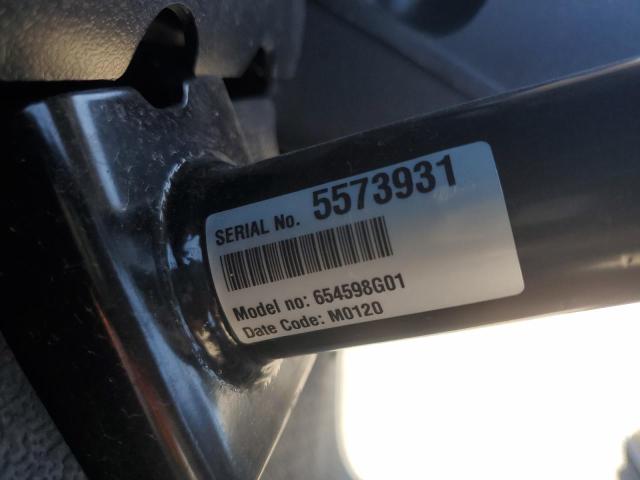 SERIAL No. 5573931
Model no: 654598G01
Date Code: M0120